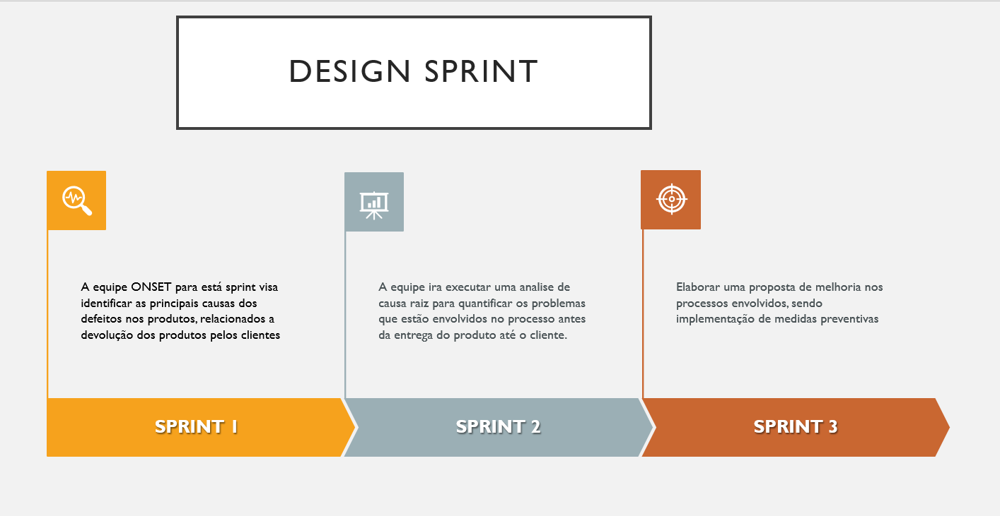 DESIGN SPRINT
A equipe ONSET para está sprint visa
identificar as principais causas dos
defeitos nos produtos, relacionados a
devolução dos produtos pelos clientes
A equipe ira executar uma analise de
causa raiz para quantificar os problemas
que estão envolvidos no processo antes
da entrega do produto até o cliente.
Elaborar uma proposta de melhoria nos
processos envolvidos, sendo
implementação de medidas preventivas
SPRINT 1
SPRINT 2
SPRINT 3